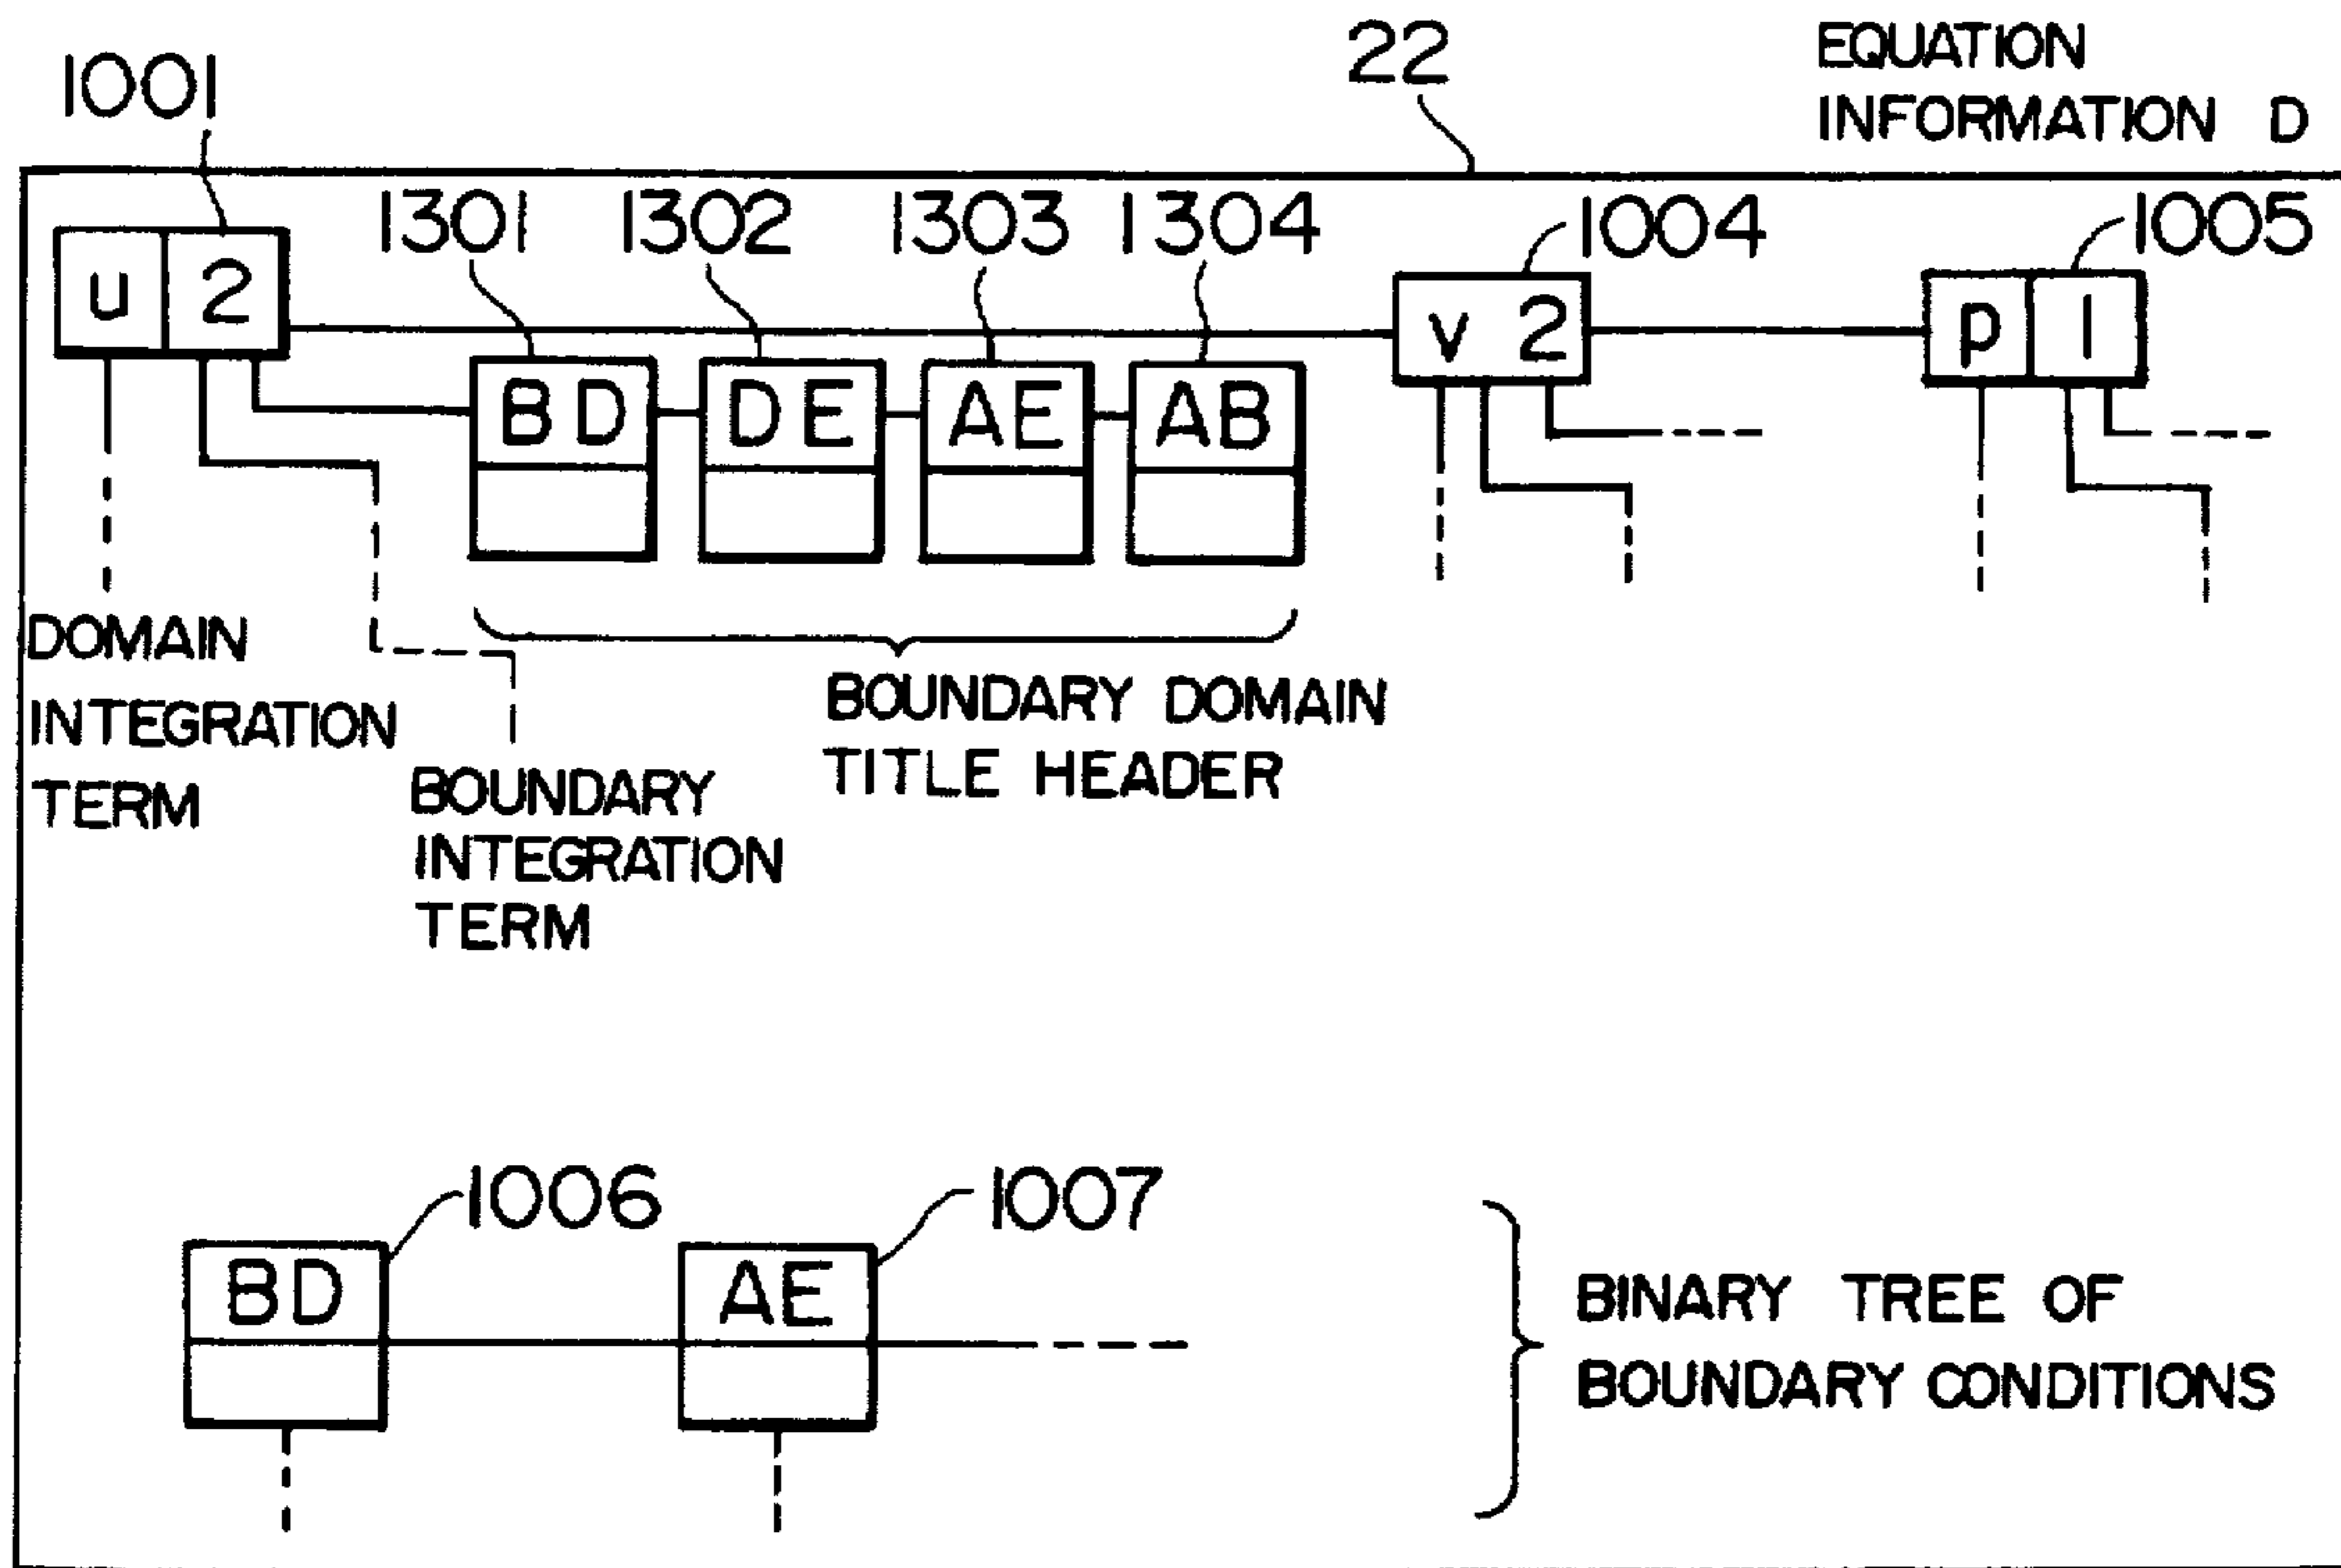 22
EQUATION
INFORMATION D
1001
1301 1302 1303 1304 1004 1005
u 2
v 2
p 1
BD DE AE AB
DOMAIN
INTEGRATION
TERM
BOUNDARY DOMAIN
TITLE HEADER
BOUNDARY
INTEGRATION
TERM
1006 1007
BD AE
BINARY TREE OF
BOUNDARY CONDITIONS